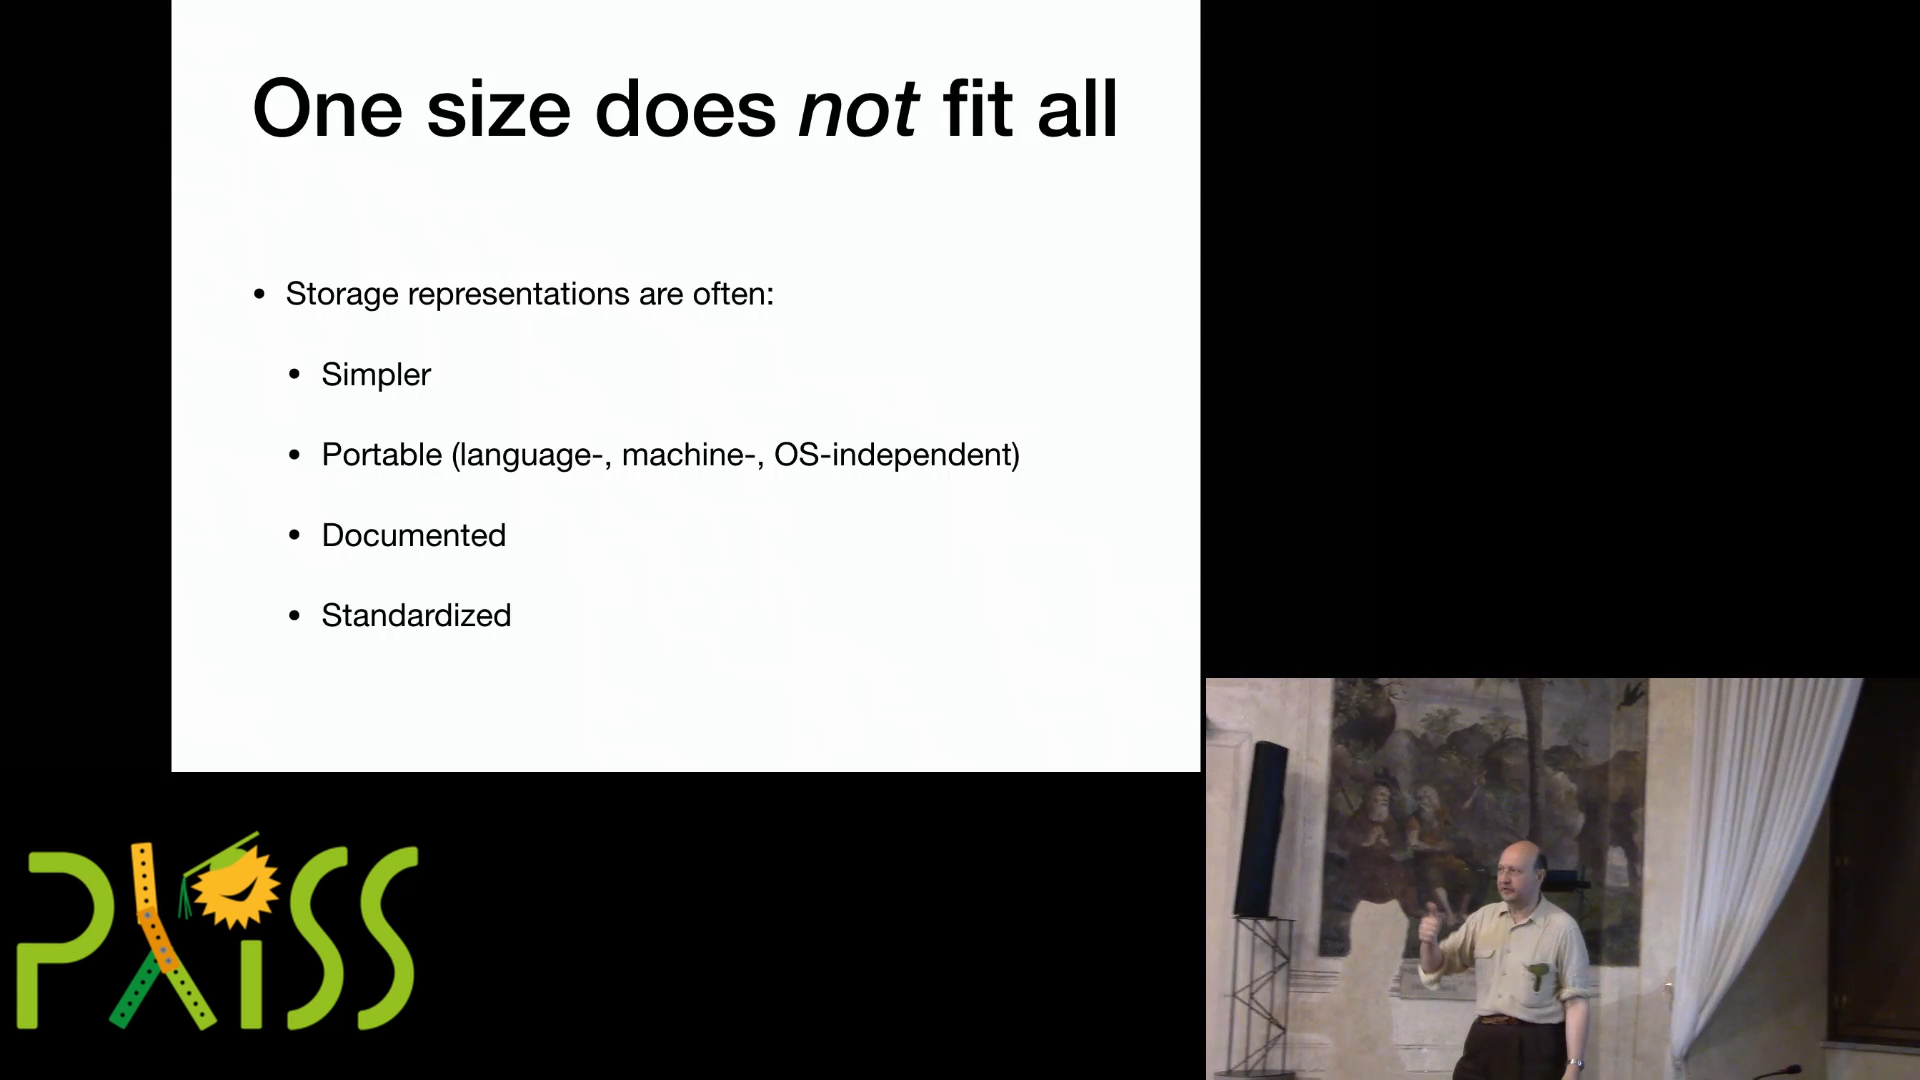 One size does not fit all
• Storage representations are often:
• Simpler
• Portable (language-, machine-, OS-independent)
• Documented
• Standardized
PLISS